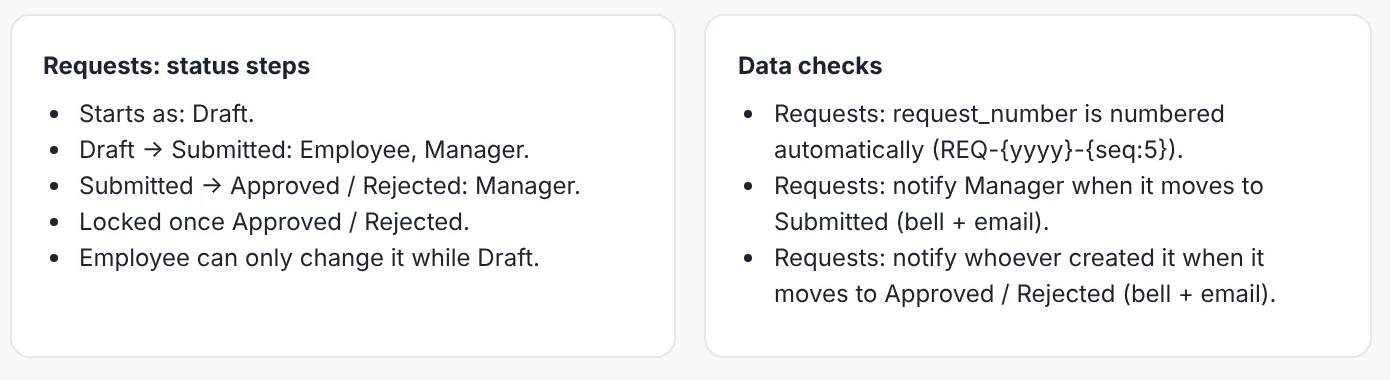 Requests: status steps
• Starts as: Draft.
• Draft → Submitted: Employee, Manager.
• Submitted → Approved / Rejected: Manager.
• Locked once Approved / Rejected.
• Employee can only change it while Draft.
Data checks
• Requests: request_number is numbered
automatically (REQ-{yyyy}-{seq:5}).
• Requests: notify Manager when it moves to
Submitted (bell + email).
• Requests: notify whoever created it when it
moves to Approved / Rejected (bell + email).